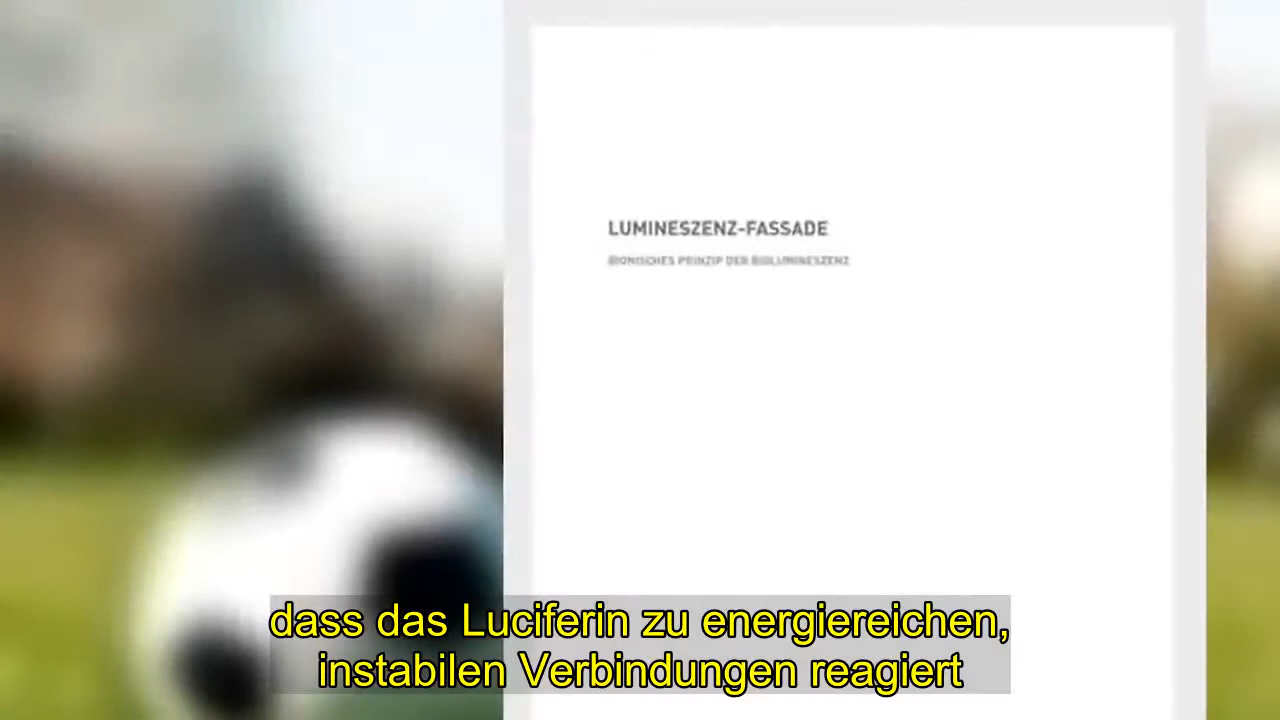 LUMINESZENZ-FASSADE
BIONISCHES PRINZIP DER BIOLUMINESZENZ
dass das Luciferin zu energiereichen,
instabilen Verbindungen reagiert